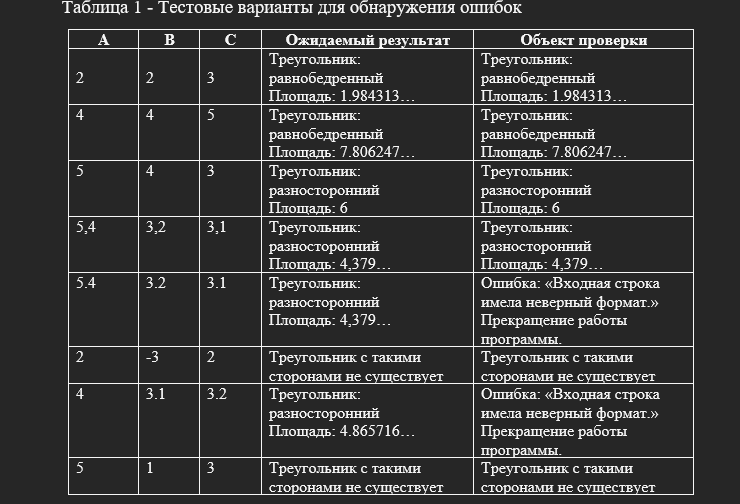 Таблица 1 - Тестовые варианты для обнаружения ошибок
A B C Ожидаемый результат Объект проверки
2 2 3
Треугольник:
равнобедренный
Площадь: 1.984313…
Треугольник:
равнобедренный
Площадь: 1.984313…
4 4 5
Треугольник:
равнобедренный
Площадь: 7.806247…
Треугольник:
равнобедренный
Площадь: 7.806247…
5 4 3
Треугольник:
разносторонний
Площадь: 6
Треугольник:
разносторонний
Площадь: 6
5,4 3,2 3,1
Треугольник:
разносторонний
Площадь: 4,379…
Треугольник:
разносторонний
Площадь: 4,379…
5.4 3.2 3.1
Треугольник:
разносторонний
Площадь: 4,379…
Ошибка: «Входная строка
имела неверный формат.»
Прекращение работы
программы.
2 -3 2
Треугольник с такими
сторонами не существует
Треугольник с такими
сторонами не существует
4 3.1 3.2
Треугольник:
разносторонний
Площадь: 4.865716…
Ошибка: «Входная строка
имела неверный формат.»
Прекращение работы
программы.
5 1 3
Треугольник с такими
сторонами не существует
Треугольник с такими
сторонами не существует